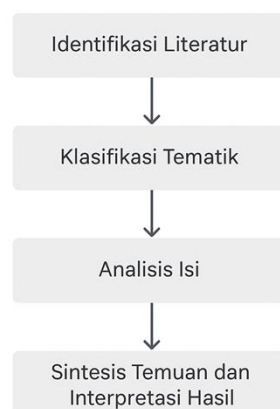 Identifikasi Literatur
Klasifikasi Tematik
Analisis Isi
Sintesis Temuan dan
Interpretasi Hasil